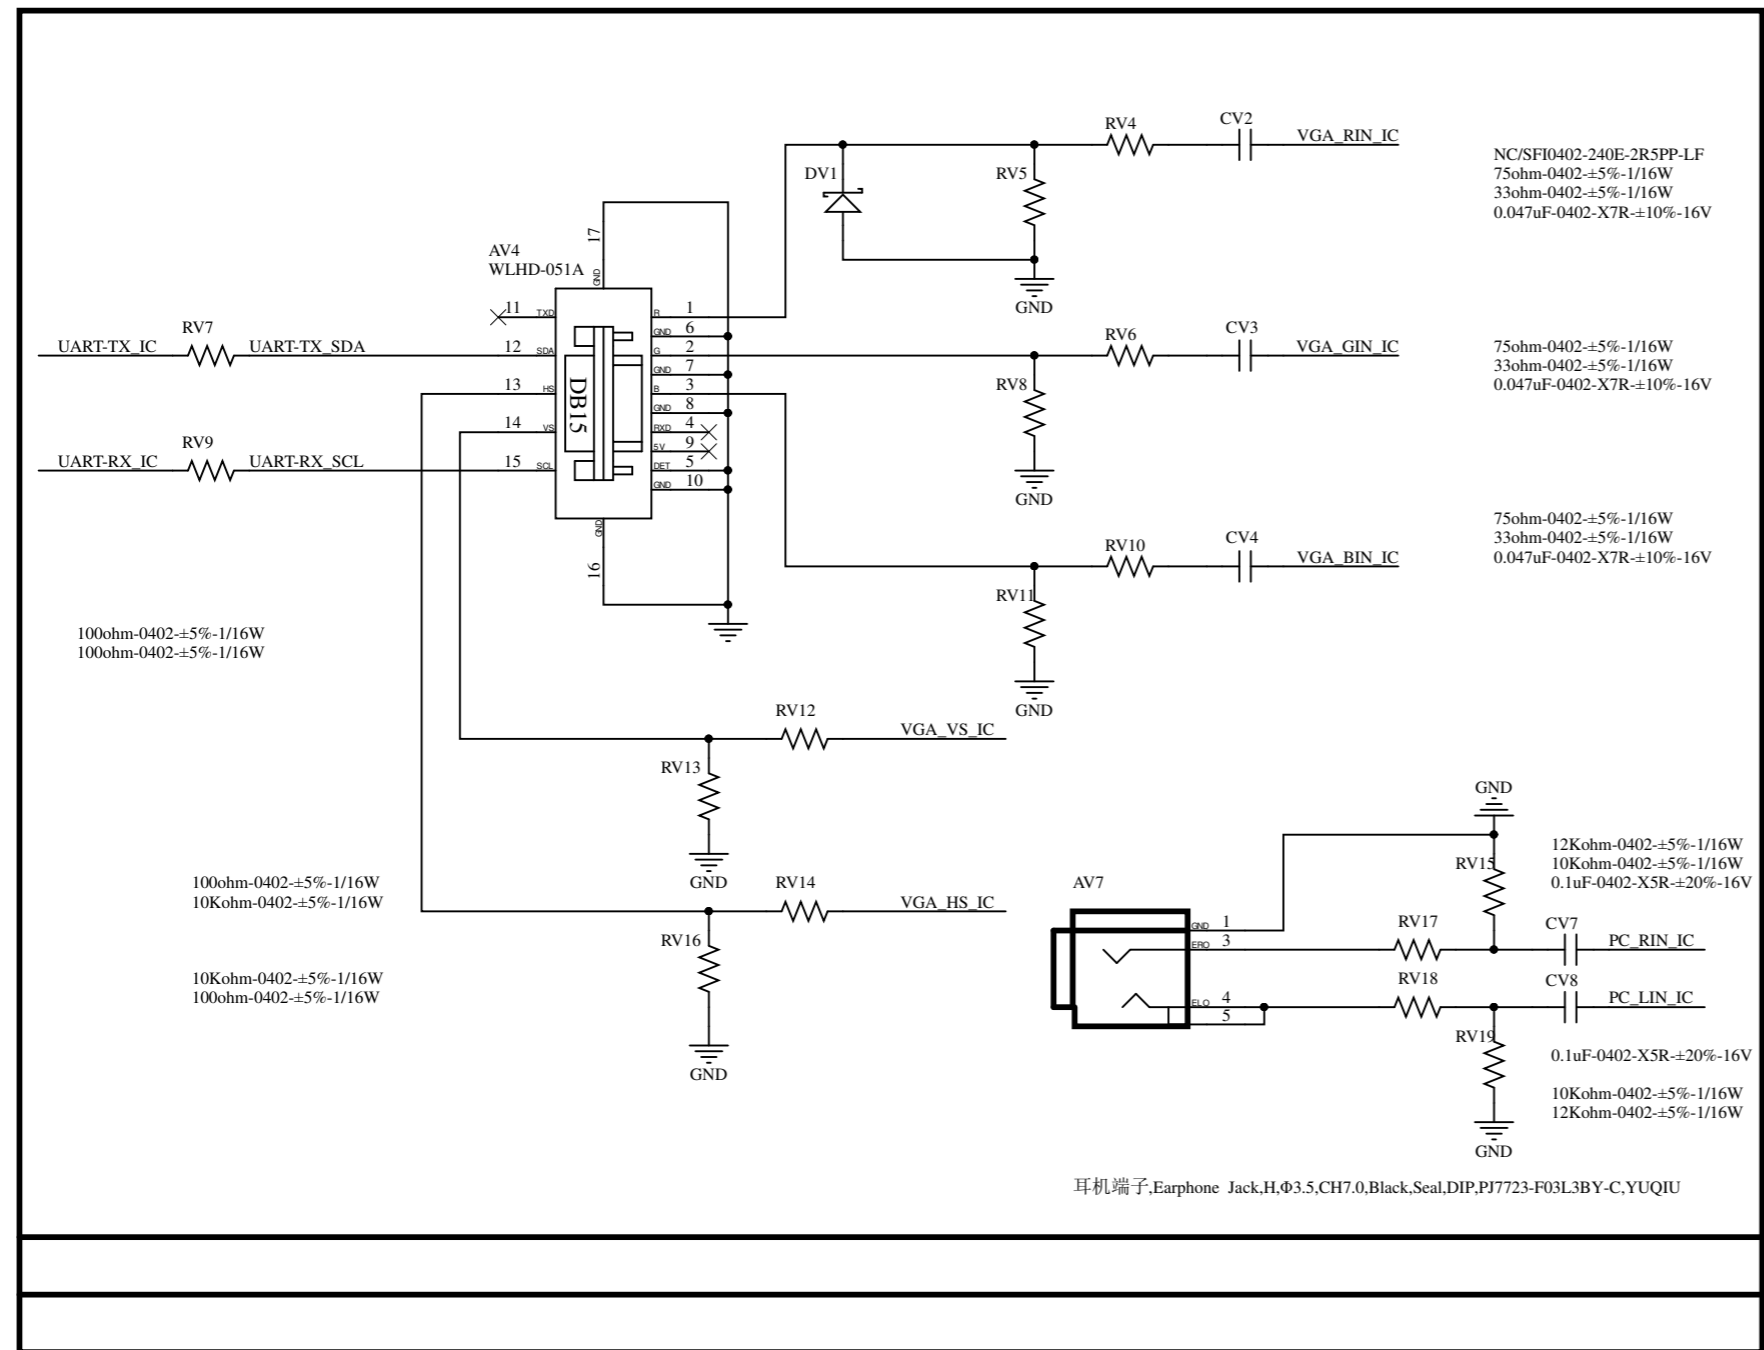 RV4
CV2
VGA_RIN_IC
DV1
RV5
NC/SFI0402-240E-2R5PP-LF
75ohm-0402-±5%-1/16W
33ohm-0402-±5%-1/16W
0.047uF-0402-X7R-±10%-16V
GND
AV4
WLHD-051A
17
GND
11
TXD
RV7
UART-TX_IC
UART-TX_SDA
12
SDA
13
HS
14
VS
RV9
UART-RX_IC
UART-RX_SCL
15
SCL
DB15
R
1
GND
6
G
2
GND
7
B
3
GND
8
RXD
4
5V
9
DET
5
GND
10
GND
16
RV6
CV3
VGA_GIN_IC
RV8
75ohm-0402-±5%-1/16W
33ohm-0402-±5%-1/16W
0.047uF-0402-X7R-±10%-16V
GND
RV10
CV4
VGA_BIN_IC
RV11
75ohm-0402-±5%-1/16W
33ohm-0402-±5%-1/16W
0.047uF-0402-X7R-±10%-16V
GND
100ohm-0402-±5%-1/16W
100ohm-0402-±5%-1/16W
RV12
VGA_VS_IC
RV13
GND
100ohm-0402-±5%-1/16W
10Kohm-0402-±5%-1/16W
RV14
VGA_HS_IC
RV16
10Kohm-0402-±5%-1/16W
100ohm-0402-±5%-1/16W
GND
GND
RV15
12Kohm-0402-±5%-1/16W
10Kohm-0402-±5%-1/16W
0.1uF-0402-X5R-±20%-16V
AV7
GND
1
ERO
3
ELO
4
5
RV17
CV7
PC_RIN_IC
RV18
CV8
PC_LIN_IC
RV19
0.1uF-0402-X5R-±20%-16V
10Kohm-0402-±5%-1/16W
12Kohm-0402-±5%-1/16W
GND
耳机端子,Earphone Jack,H,Φ3.5,CH7.0,Black,Seal,DIP,PJ7723-F03L3BY-C,YUQIU